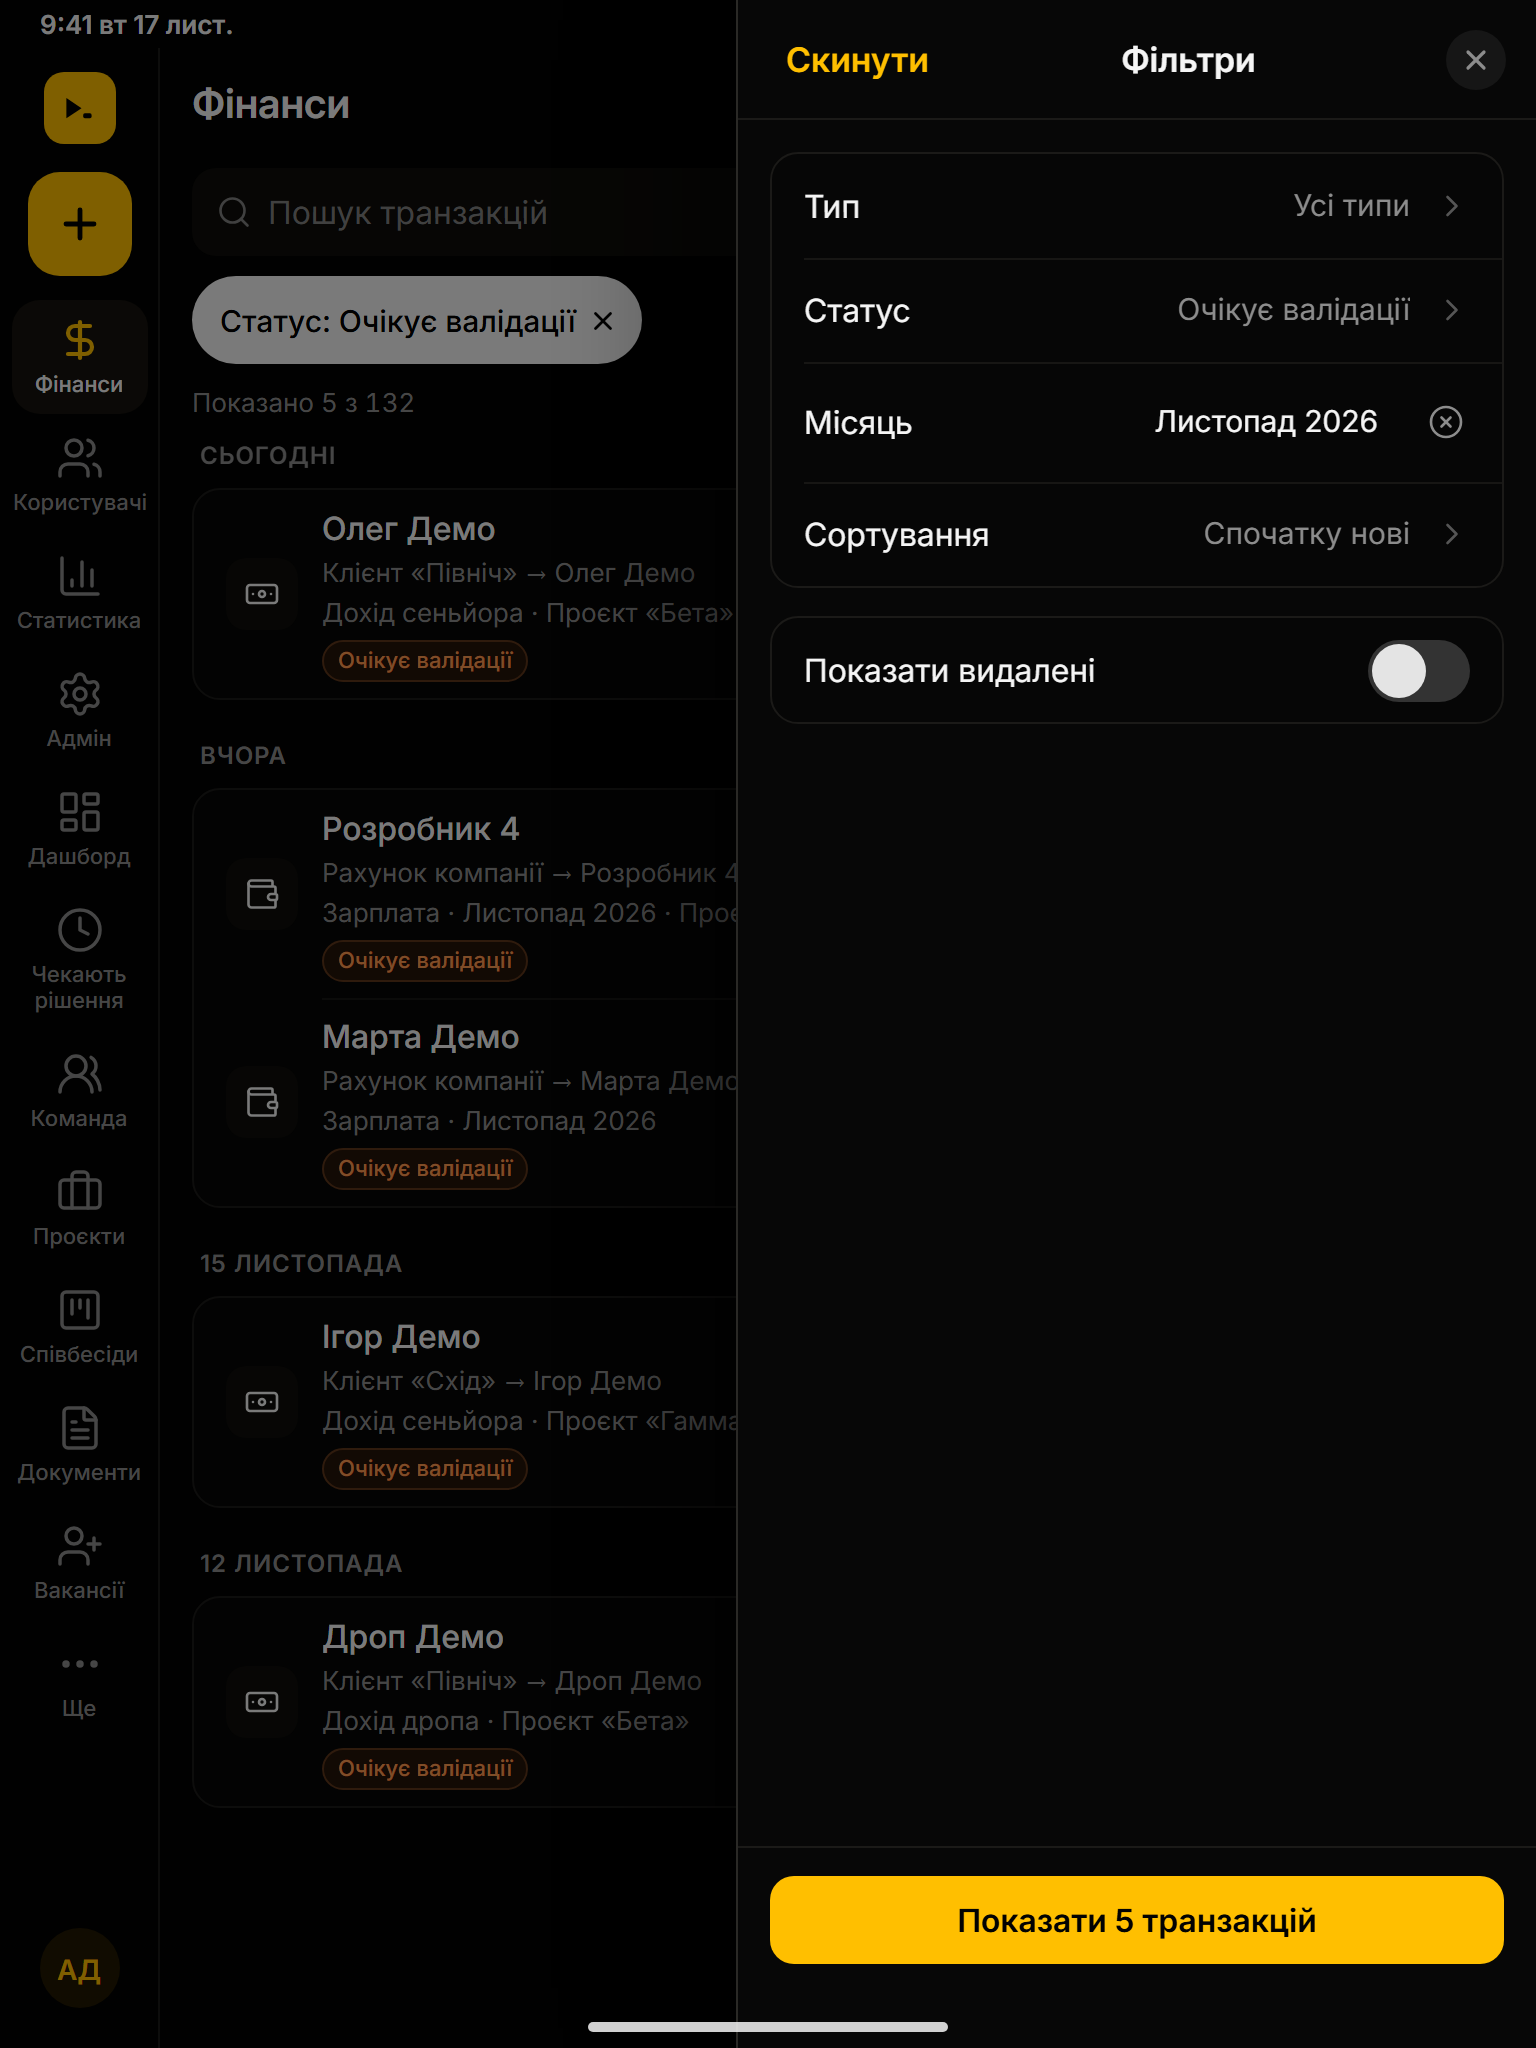 9:41 вт 17 лист.
Фінанси
Користувачі
Статистика
Адмін
Дашборд
Чекають
рішення
Команда
Проєкти
Співбесіди
Документи
Вакансії
Ще
АД
Фінанси
Пошук транзакцій
Статус: Очікує валідації
Показано 5 з 132
СЬОГОДНІ
Олег Демо
Клієнт «Північ» → Олег Демо
Дохід сеньйора · Проєкт «Бета»
Очікує валідації
ВЧОРА
Розробник 4
Рахунок компанії → Розробник 4
Зарплата · Листопад 2026 · Проє
Очікує валідації
Марта Демо
Рахунок компанії → Марта Демо
Зарплата · Листопад 2026
Очікує валідації
15 ЛИСТОПАДА
Ігор Демо
Клієнт «Схід» → Ігор Демо
Дохід сеньйора · Проєкт «Гамма
Очікує валідації
12 ЛИСТОПАДА
Дроп Демо
Клієнт «Північ» → Дроп Демо
Дохід дропа · Проєкт «Бета»
Очікує валідації
Скинути
Фільтри
Тип
Усі типи
Статус
Очікує валідації
Місяць
Листопад 2026
Сортування
Спочатку нові
Показати видалені
Показати 5 транзакцій